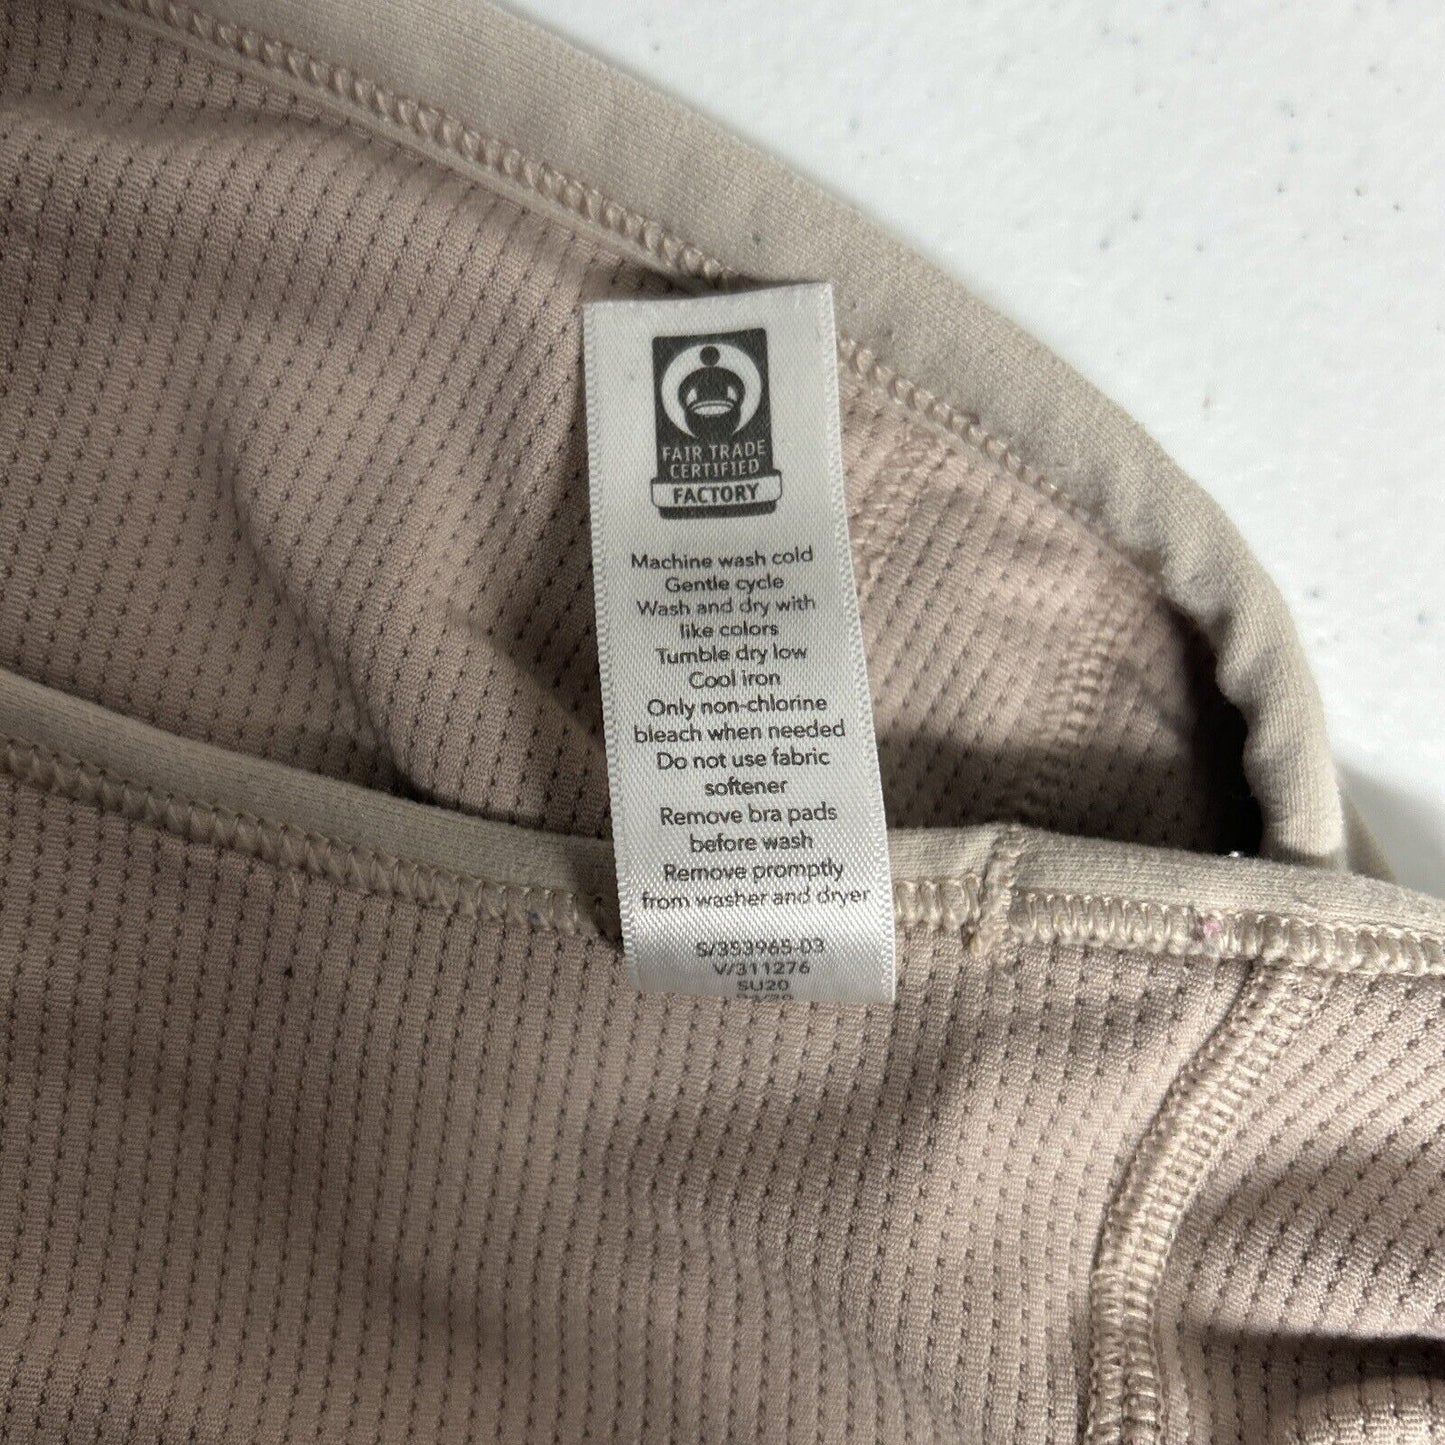 FAIR TRADE
CERTIFIED
FACTORY
Machine wash cold
Gentle cycle
Wash and dry with
like colors
Tumble dry low
Cool iron
Only non-chlorine
bleach when needed
Do not use fabric
softener
Remove bra pads
before wash
Remove promptly
from washer and dryer
S/353965-03
V/311276
SU20